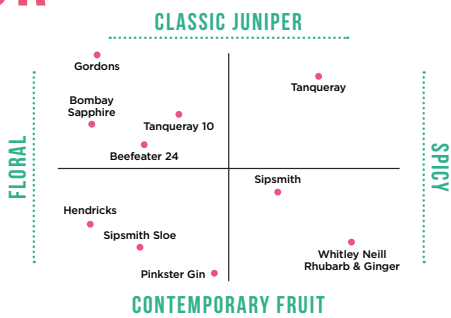 CLASSIC JUNIPER
Gordons
Tanqueray
Bombay
Sapphire
Tanqueray 10
Beefeater 24
FLORAL
SPICY
Sipsmith
Hendricks
Sipsmith Sloe
Whitley Neill
Rhubarb & Ginger
Pinkster Gin
CONTEMPORARY FRUIT